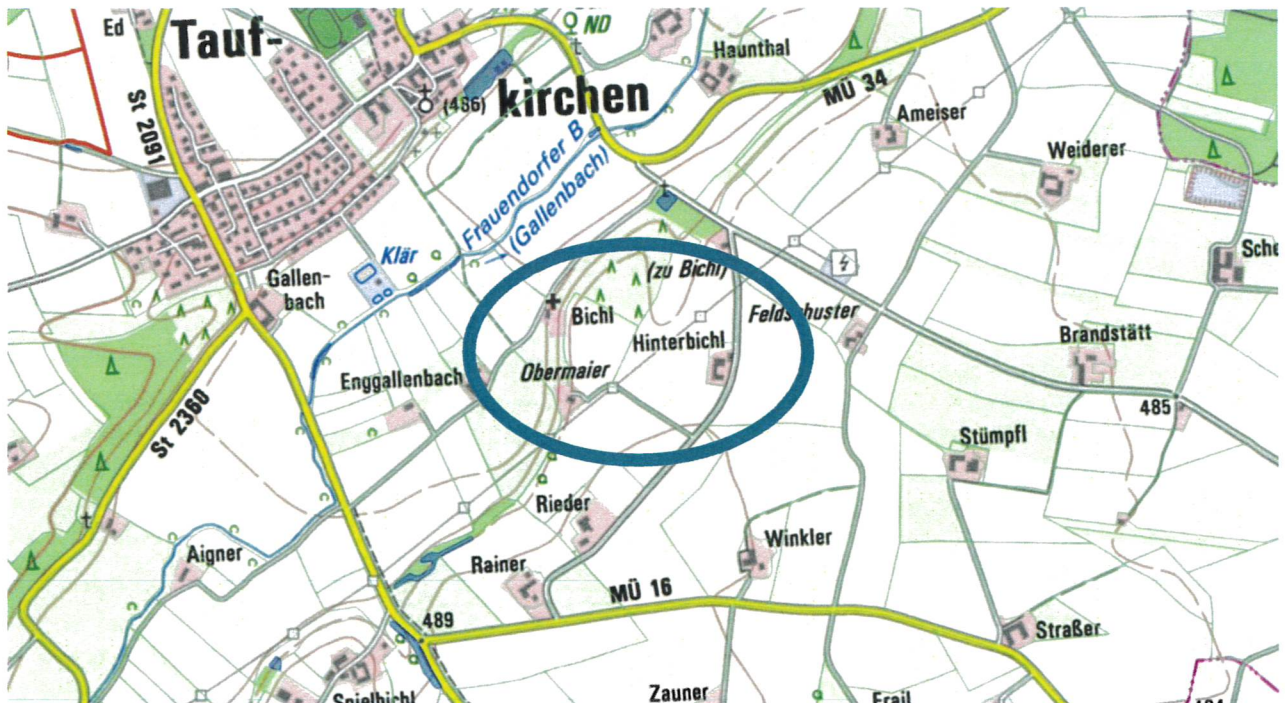 Ed
Tauf-
kirchen
ND
(486)
St 2091
Haunthal
MÜ 34
Ameiser
Weiderer
Frauendorfer B
(Gallenbach)
Klär
Gallen-
bach
(zu Bichl)
Sche
Bichl
Feldschuster
Hinterbichl
Brandstätt
Obermaier
Enggallenbach
485
St 2360
Stümpfl
Rieder
Winkler
Aigner
Rainer
MÜ 16
489
Straßer
Spielbichl
Zauner